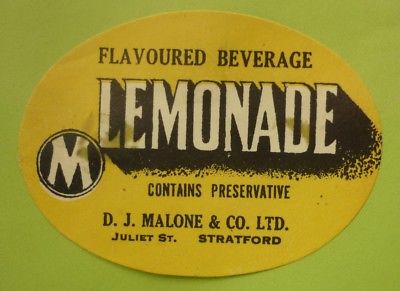 FLAVOURED BEVERAGE
LEMONADE
M
CONTAINS PRESERVATIVE
D. J. MALONE & CO. LTD.
JULIET ST. STRATFORD